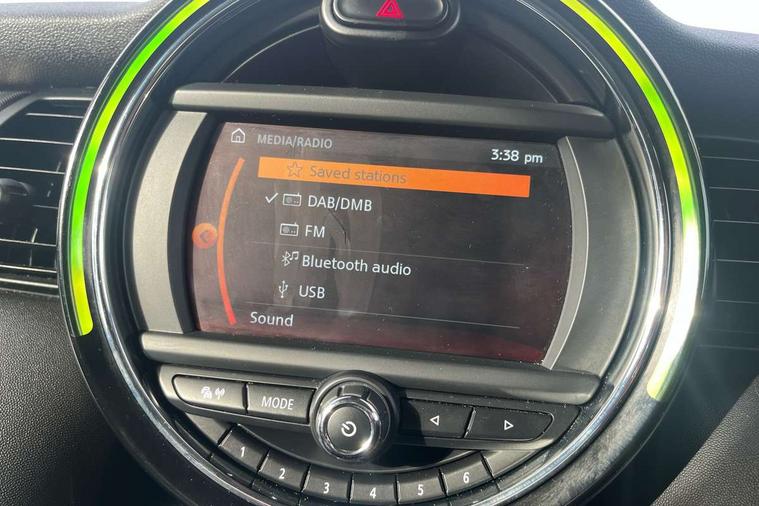 MEDIA/RADIO
3:38 pm
Saved stations
DAB/DMB
FM
Bluetooth audio
USB
Sound
MODE
1 2 3 4 5 6